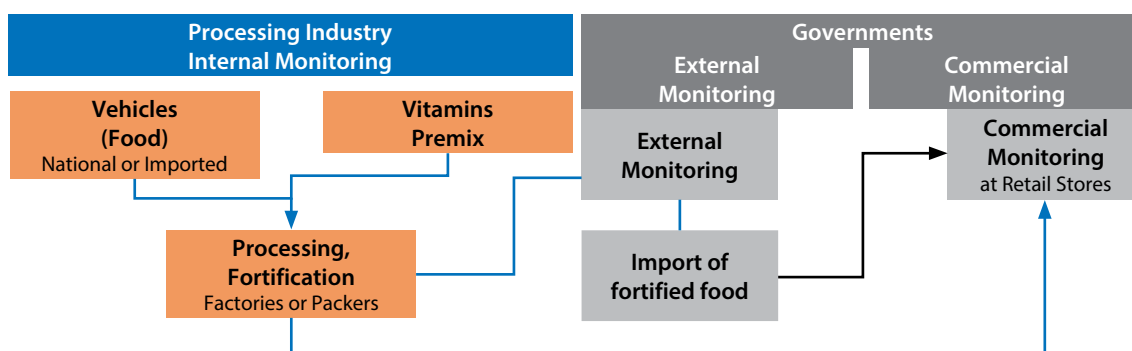 Processing Industry
Internal Monitoring
Governments
External
Monitoring
Commercial
Monitoring
Vehicles
(Food)
National or Imported
Vitamins
Premix
External
Monitoring
Commercial
Monitoring
at Retail Stores
Processing,
Fortification
Factories or Packers
Import of
fortified food